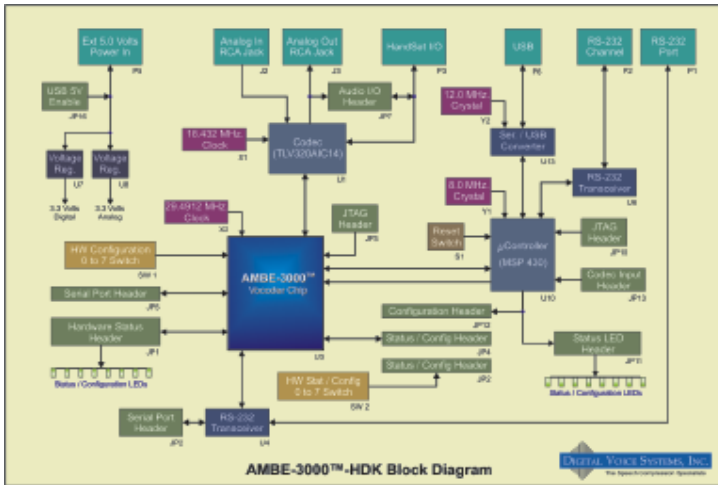 Ext 5.0 Volts
Power In
P5
Analog In
RCA Jack
J2
Analog Out
RCA Jack
J3
HandSet I/O
P3
USB
P6
RS-232
Channel
P2
RS-232
Port
P1
USB 5V
Enable
JP14
Audio I/O
Header
JP7
12.0 MHz
Crystal
Y2
Voltage
Reg.
U7
Voltage
Reg.
U8
3.3 Volts
Digital
3.3 Volts
Analog
16.432 MHz
Clock
X1
Codec
(TLV320AIC14)
U1
Ser. / USB
Converter
U13
RS-232
Transceiver
8.0 MHz
Crystal
Y1
29.4912 MHz
Clock
X2
JTAG
Header
JP5
Reset
Switch
S1
µController
(MSP 430)
U10
JTAG
Header
HW Configuration
0 to 7 Switch
SW 1
AMBE-3000™
Vocoder Chip
U3
Codec Input
Header
JP13
Serial Port Header
Configuration Header
JP12
Hardware Status
Header
JP1
Status / Config Header
JP4
Status LED
Header
JP11
Status / Config Header
JP2
Status / Configuration LEDs
HW Stat / Config
0 to 7 Switch
SW 2
Status / Configuration LEDs
Serial Port
Header
JP2
RS-232
Transceiver
U4
AMBE-3000™-HDK Block Diagram
DIGITAL VOICE SYSTEMS, INC.
The Speech Compression Specialists